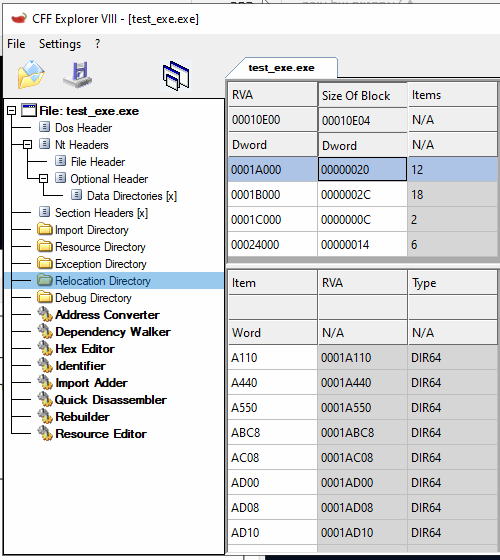 CFF Explorer VIII - [test_exe.exe]
File Settings ?
test_exe.exe
File: test_exe.exe
Dos Header
Nt Headers
File Header
Optional Header
Data Directories [x]
Section Headers [x]
Import Directory
Resource Directory
Exception Directory
Relocation Directory
Debug Directory
Address Converter
Dependency Walker
Hex Editor
Identifier
Import Adder
Quick Disassembler
Rebuilder
Resource Editor
RVA Size Of Block Items
00010E00 00010E04 N/A
Dword Dword N/A
0001A000 00000020 12
0001B000 0000002C 18
0001C000 0000000C 2
00024000 00000014 6
Item RVA Type
Word N/A N/A
A110 0001A110 DIR64
A440 0001A440 DIR64
A550 0001A550 DIR64
ABC8 0001ABC8 DIR64
AC08 0001AC08 DIR64
AD00 0001AD00 DIR64
AD08 0001AD08 DIR64
AD10 0001AD10 DIR64